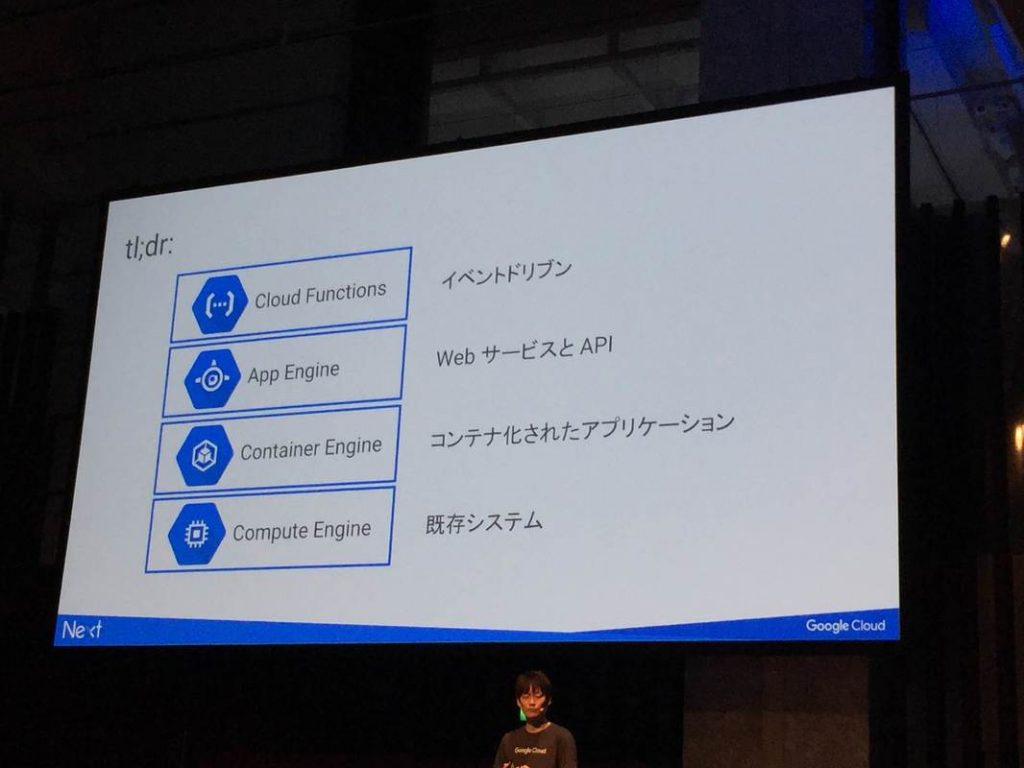 tl;dr:
Cloud Functions イベントドリブン
App Engine Web サービスと API
Container Engine コンテナ化されたアプリケーション
Compute Engine 既存システム
Next Google Cloud
Google Cloud